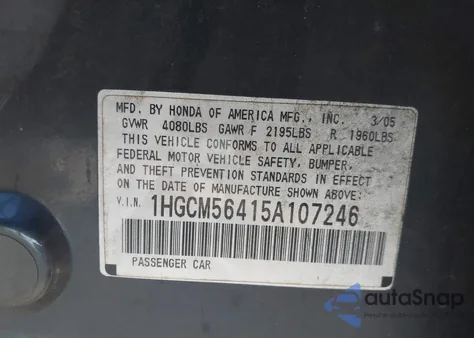 MFD. BY HONDA OF AMERICA MFG., INC. 3/05
GVWR 4080LBS GAWR F 2195LBS R 1960LBS
THIS VEHICLE CONFORMS TO ALL APPLICABLE
FEDERAL MOTOR VEHICLE SAFETY, BUMPER,
AND THEFT PREVENTION STANDARDS IN EFFECT
ON THE DATE OF MANUFACTURE SHOWN ABOVE:
V.I.N. 1HGCM56415A107246
PASSENGER CAR
autoSnap